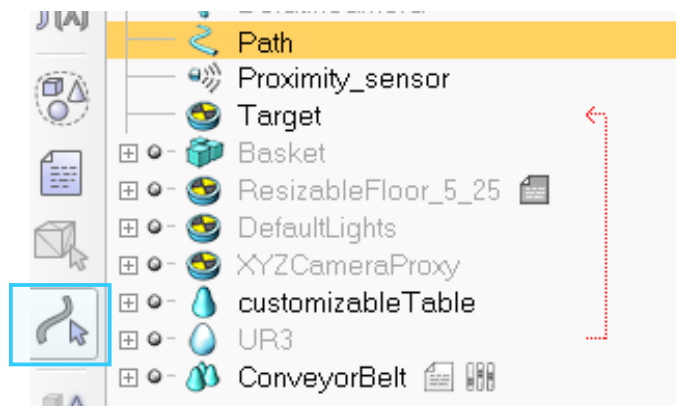 f(x)
Path
Proximity_sensor
Target
Basket
ResizableFloor_5_25
DefaultLights
XYZCameraProxy
customizableTable
UR3
ConveyorBelt